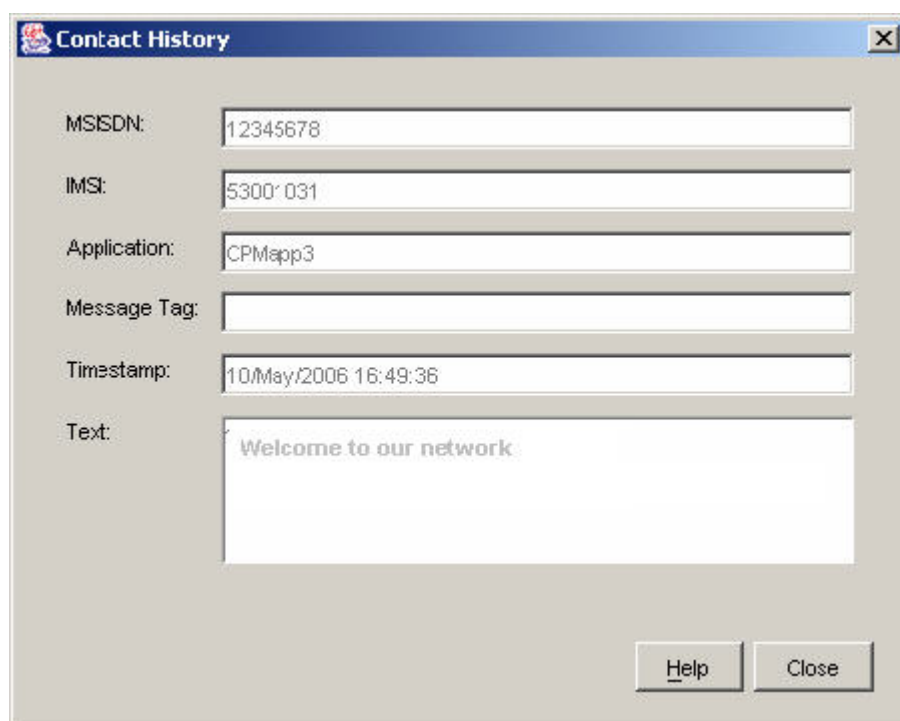 Contact History
MSISDN: 12345678
IMSI: 53001031
Application: CPMapp3
Message Tag:
Timestamp: 10/May/2006 16:49:36
Text: Welcome to our network
Help Close